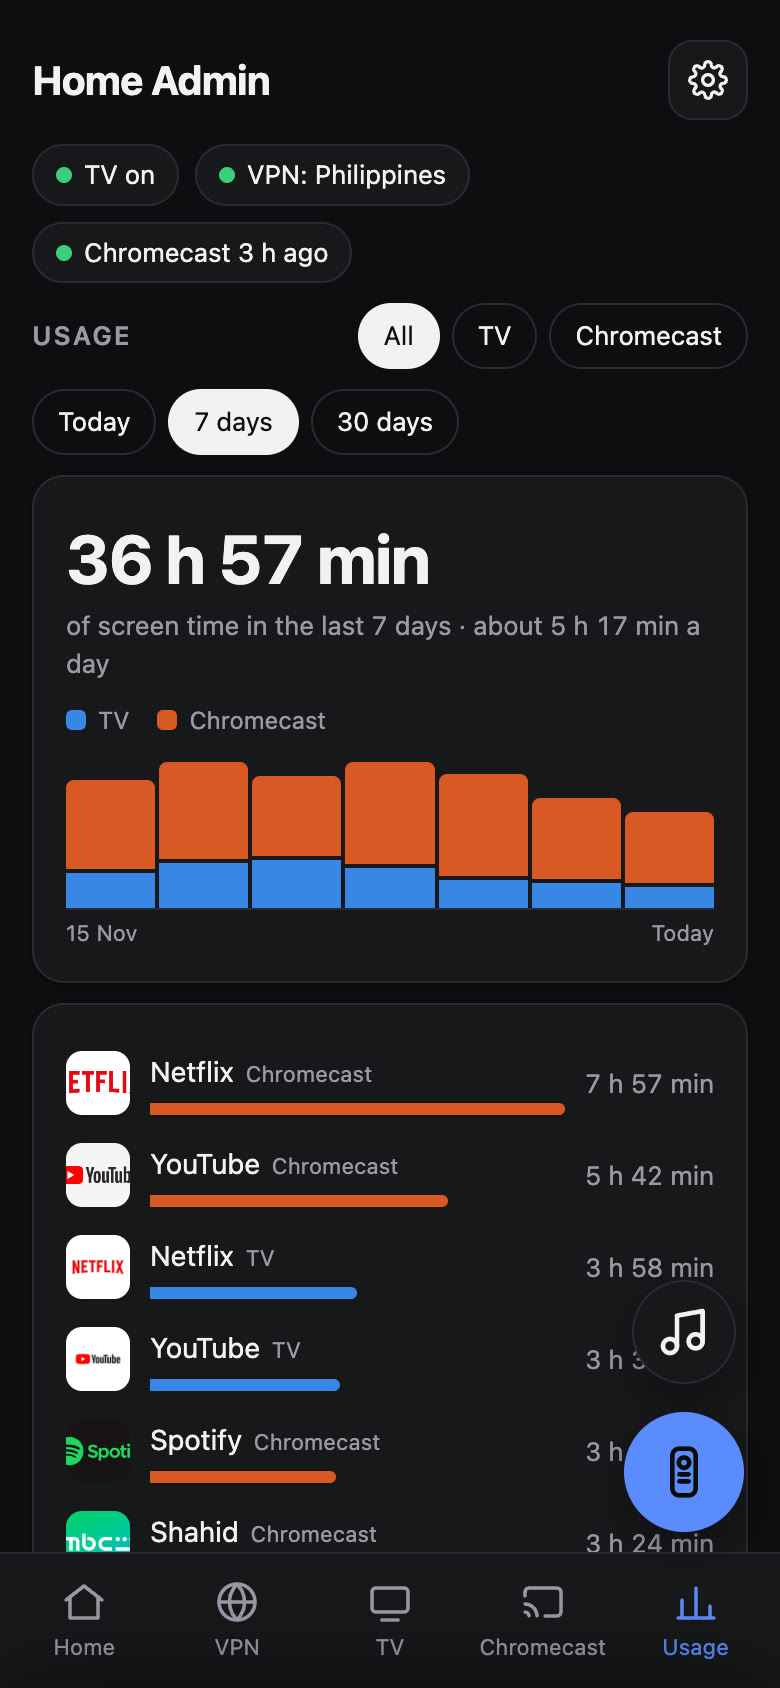 Home Admin
TV on
VPN: Philippines
Chromecast 3 h ago
USAGE
All
TV
Chromecast
Today
7 days
30 days
36 h 57 min
of screen time in the last 7 days · about 5 h 17 min a
day
TV
Chromecast
15 Nov
Today
ETFLI
Netflix Chromecast
7 h 57 min
YouTub
YouTube Chromecast
5 h 42 min
NETFLIX
Netflix TV
3 h 58 min
YouTube
YouTube TV
3 h
Spoti
Spotify Chromecast
3 h
mbc
Shahid Chromecast
3 h 24 min
Home
VPN
TV
Chromecast
Usage